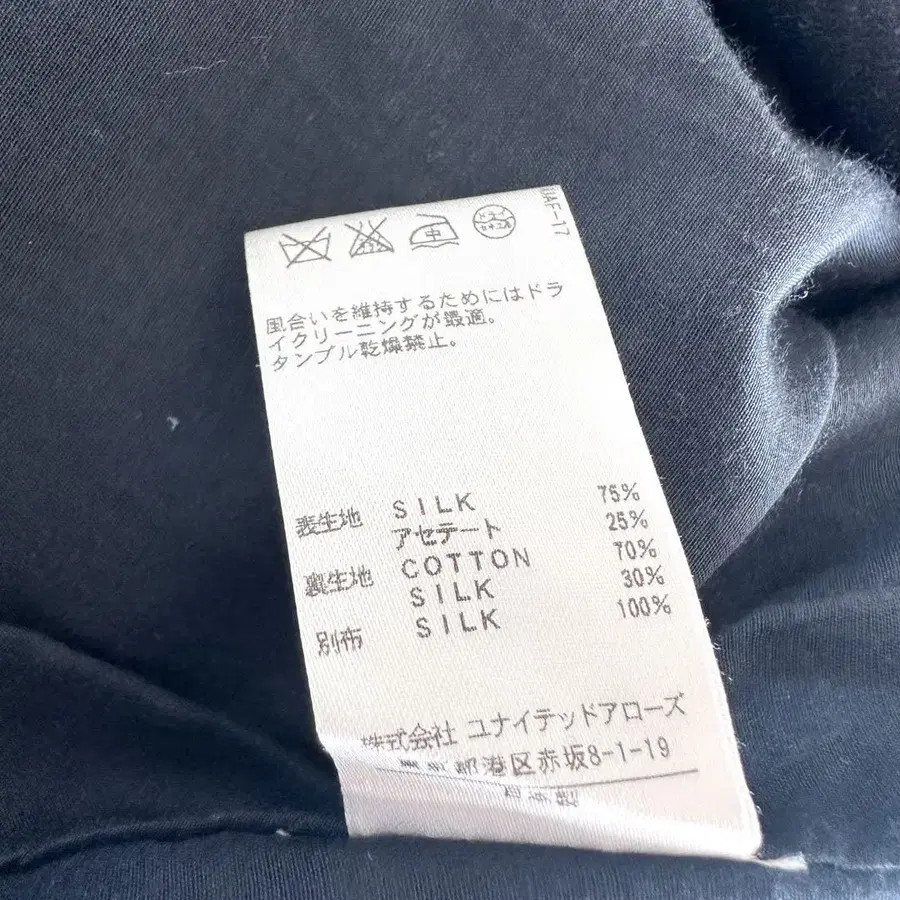 UAF-17
中
風合いを維持するためにはドラ
イクリーニングが最適。
タンブル乾燥禁止。
表生地 SILK 75%
アセテート 25%
裏生地 COTTON 70%
SILK 30%
別布 SILK 100%
株式会社 ユナイテッドアローズ
港区赤坂8-1-19